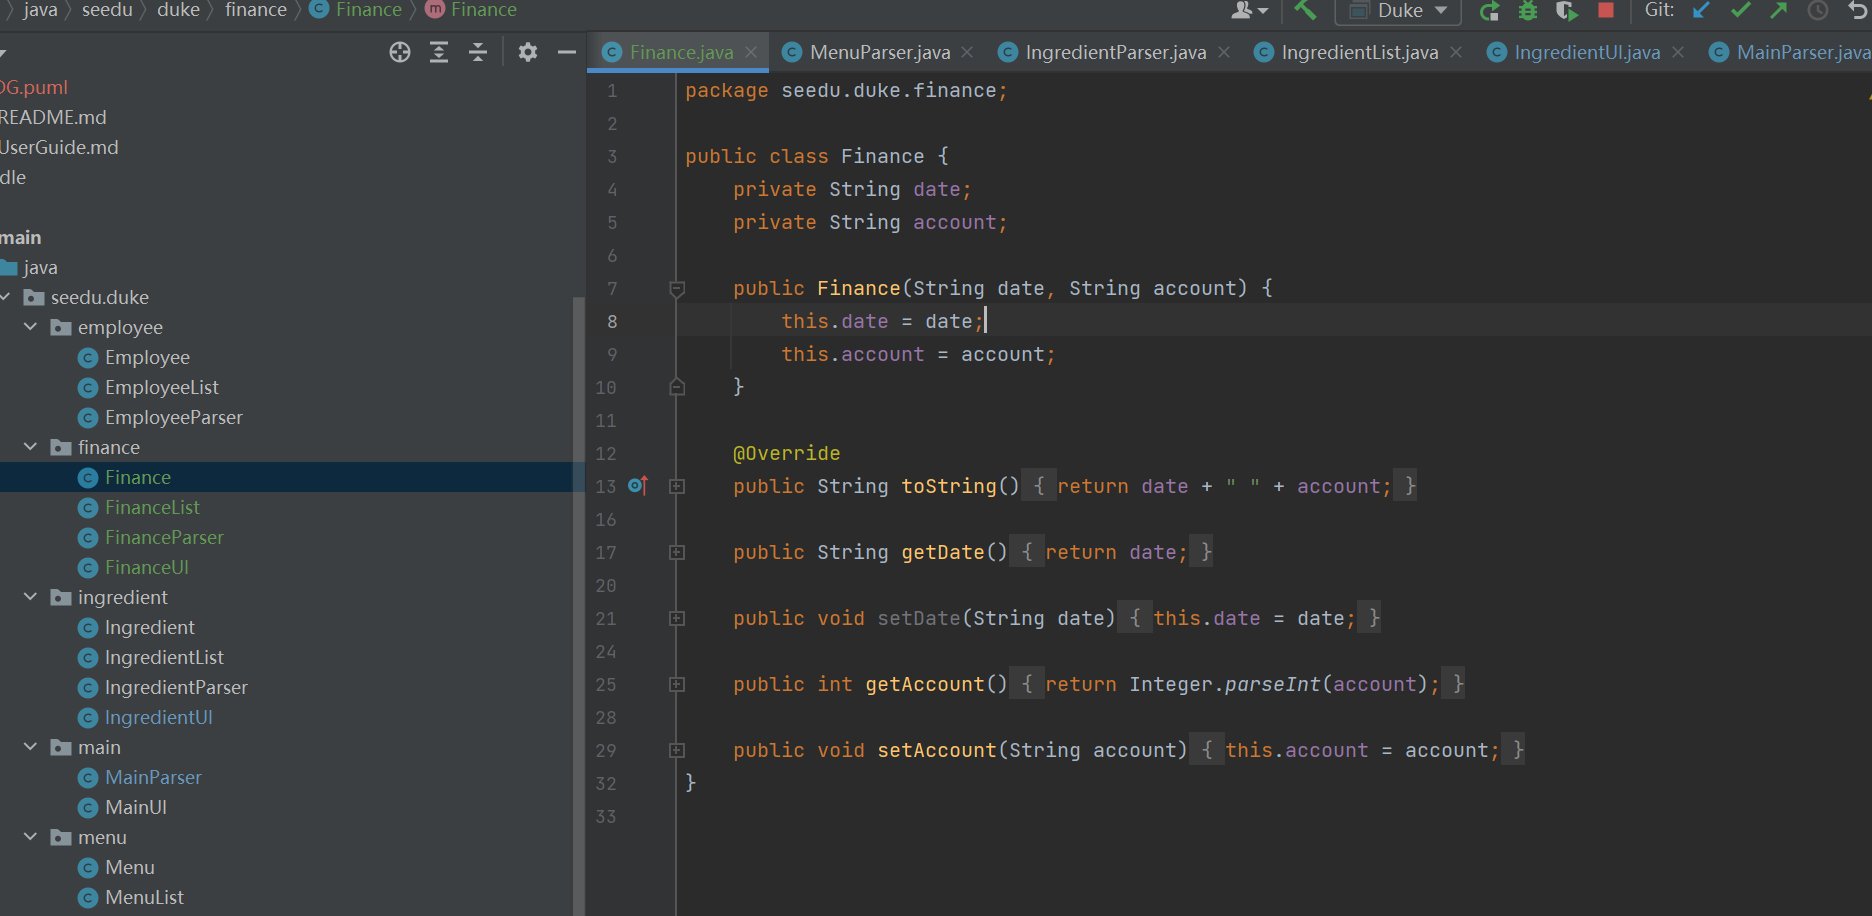 java seedu duke finance Finance Finance
Duke Git:
Finance.java MenuParser.java IngredientParser.java IngredientList.java IngredientUI.java MainParser.java
DG.puml
README.md
UserGuide.md
dle
main
java
seedu.duke
employee
Employee
EmployeeList
EmployeeParser
finance
Finance
FinanceList
FinanceParser
FinanceUI
ingredient
Ingredient
IngredientList
IngredientParser
IngredientUI
main
MainParser
MainUI
menu
Menu
MenuList
1 package seedu.duke.finance;
2
3 public class Finance {
4 private String date;
5 private String account;
6
7 public Finance(String date, String account) {
8 this.date = date;
9 this.account = account;
10 }
11
12 @Override
13 public String toString() { return date + " " + account; }
16
17 public String getDate() { return date; }
20
21 public void setDate(String date) { this.date = date; }
24
25 public int getAccount() { return Integer.parseInt(account); }
28
29 public void setAccount(String account) { this.account = account; }
32 }
33